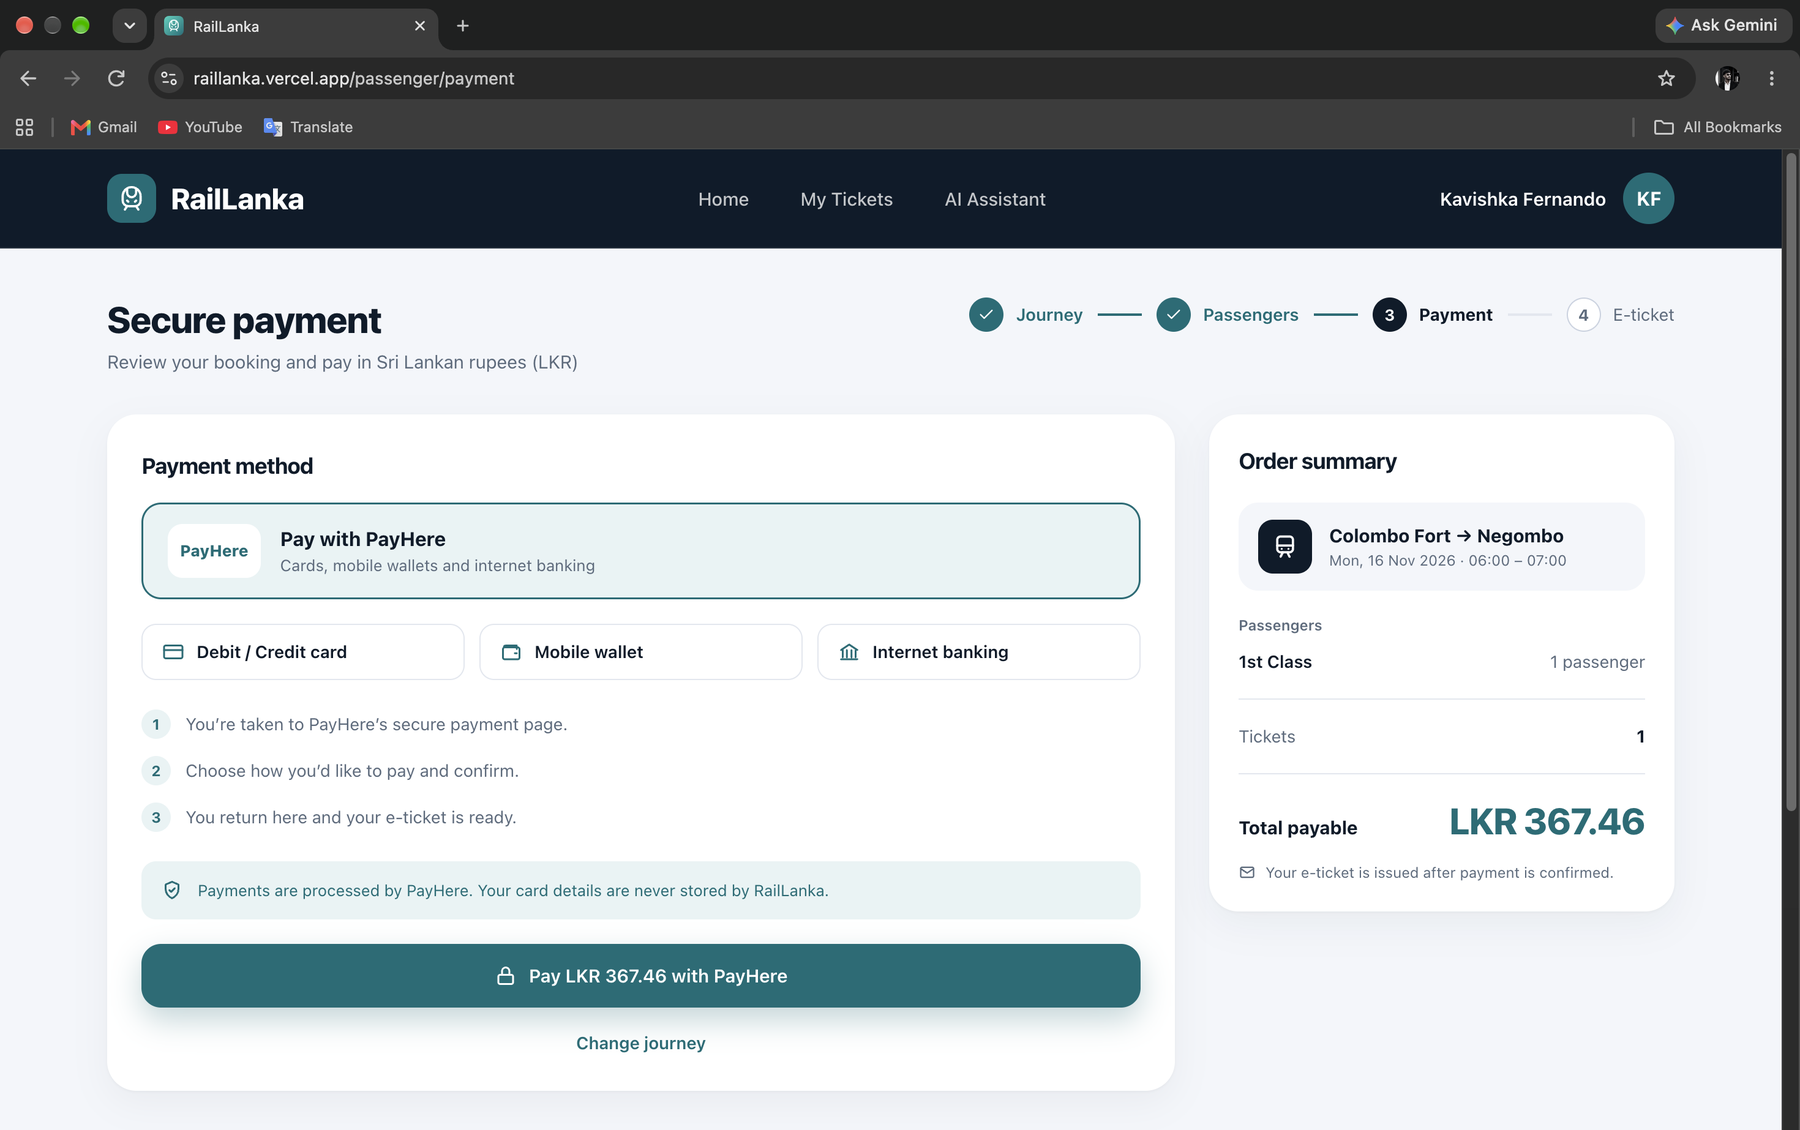 RailLanka
Ask Gemini
raillanka.vercel.app/passenger/payment
Gmail
YouTube
Translate
All Bookmarks
RailLanka
Home
My Tickets
AI Assistant
Kavishka Fernando
KF
Secure payment
Review your booking and pay in Sri Lankan rupees (LKR)
Journey
Passengers
3 Payment
4 E-ticket
Payment method
PayHere
Pay with PayHere
Cards, mobile wallets and internet banking
Debit / Credit card
Mobile wallet
Internet banking
1 You’re taken to PayHere’s secure payment page.
2 Choose how you’d like to pay and confirm.
3 You return here and your e-ticket is ready.
Payments are processed by PayHere. Your card details are never stored by RailLanka.
Pay LKR 367.46 with PayHere
Change journey
Order summary
Colombo Fort → Negombo
Mon, 16 Nov 2026 · 06:00 – 07:00
Passengers
1st Class 1 passenger
Tickets 1
Total payable LKR 367.46
Your e-ticket is issued after payment is confirmed.